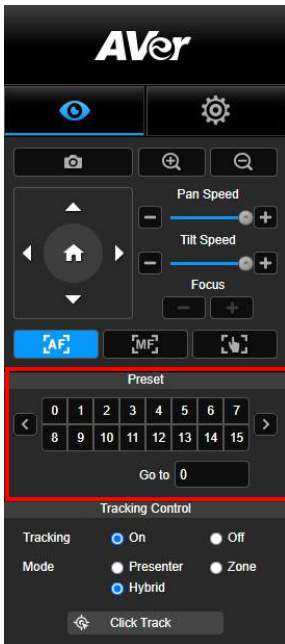 AVer
Pan Speed
Tilt Speed
Focus
AF
MF
Preset
0 1 2 3 4 5 6 7
8 9 10 11 12 13 14 15
Go to 0
Tracking Control
Tracking On Off
Mode Presenter Zone
Hybrid
Click Track